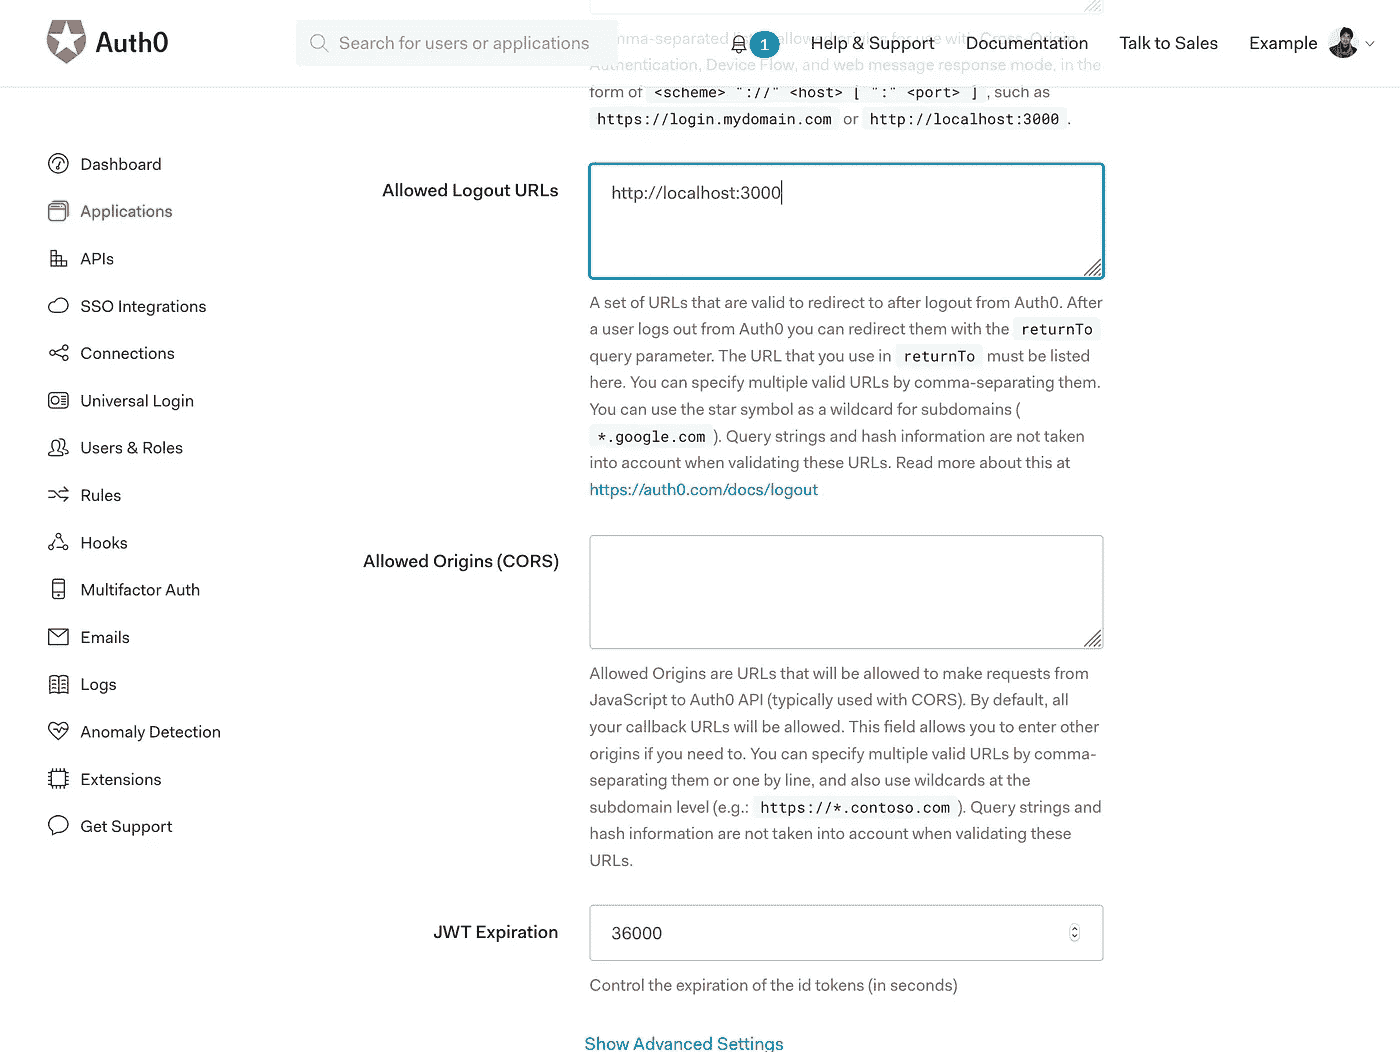 Auth0
Search for users or applications
1
Help & Support
Documentation
Talk to Sales
Example
Authentication, Device Flow, and web message response mode, in the
form of <scheme> "://" <host> [ ":" <port> ] , such as
https://login.mydomain.com or http://localhost:3000 .
Dashboard
Applications
APIs
SSO Integrations
Connections
Universal Login
Users & Roles
Rules
Hooks
Multifactor Auth
Emails
Logs
Anomaly Detection
Extensions
Get Support
Allowed Logout URLs
http://localhost:3000
A set of URLs that are valid to redirect to after logout from Auth0. After
a user logs out from Auth0 you can redirect them with the returnTo
query parameter. The URL that you use in returnTo must be listed
here. You can specify multiple valid URLs by comma-separating them.
You can use the star symbol as a wildcard for subdomains (
*.google.com ). Query strings and hash information are not taken
into account when validating these URLs. Read more about this at
https://auth0.com/docs/logout
Allowed Origins (CORS)
Allowed Origins are URLs that will be allowed to make requests from
JavaScript to Auth0 API (typically used with CORS). By default, all
your callback URLs will be allowed. This field allows you to enter other
origins if you need to. You can specify multiple valid URLs by comma-
separating them or one by line, and also use wildcards at the
subdomain level (e.g.: https://*.contoso.com ). Query strings and
hash information are not taken into account when validating these
URLs.
JWT Expiration
36000
Control the expiration of the id tokens (in seconds)
Show Advanced Settings